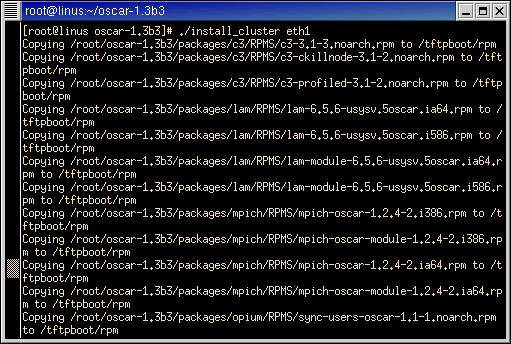 root@linus:~/oscar-1.3b3
[root@linus oscar-1.3b3]# ./install_cluster eth1
Copying /root/oscar-1.3b3/packages/c3/RPMS/c3-3.1-3.noarch.rpm to /tftpboot/rpm
Copying /root/oscar-1.3b3/packages/c3/RPMS/c3-ckillnode-3.1-2.noarch.rpm to /tft
pboot/rpm
Copying /root/oscar-1.3b3/packages/c3/RPMS/c3-profiled-3.1-2.noarch.rpm to /tftp
boot/rpm
Copying /root/oscar-1.3b3/packages/lam/RPMS/lam-6.5.6-usysv.5oscar.ia64.rpm to /
tftpboot/rpm
Copying /root/oscar-1.3b3/packages/lam/RPMS/lam-6.5.6-usysv.5oscar.i586.rpm to /
tftpboot/rpm
Copying /root/oscar-1.3b3/packages/lam/RPMS/lam-module-6.5.6-usysv.5oscar.ia64.r
pm to /tftpboot/rpm
Copying /root/oscar-1.3b3/packages/lam/RPMS/lam-module-6.5.6-usysv.5oscar.i586.r
pm to /tftpboot/rpm
Copying /root/oscar-1.3b3/packages/mpich/RPMS/mpich-oscar-1.2.4-2.i386.rpm to /t
ftpboot/rpm
Copying /root/oscar-1.3b3/packages/mpich/RPMS/mpich-oscar-module-1.2.4-2.i386.rp
m to /tftpboot/rpm
Copying /root/oscar-1.3b3/packages/mpich/RPMS/mpich-oscar-1.2.4-2.ia64.rpm to /t
ftpboot/rpm
Copying /root/oscar-1.3b3/packages/mpich/RPMS/mpich-oscar-module-1.2.4-2.ia64.rp
m to /tftpboot/rpm
Copying /root/oscar-1.3b3/packages/opium/RPMS/sync-users-oscar-1.1-1.noarch.rpm
to /tftpboot/rpm